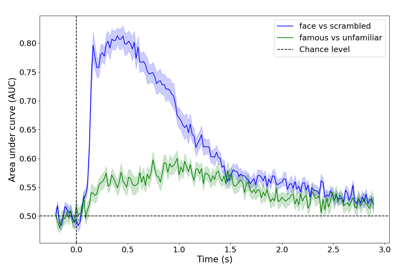 face vs scrambled
famous vs unfamiliar
Chance level
Area under curve (AUC)
0.80
0.75
0.70
0.65
0.60
0.55
0.50
0.0
0.5
1.0
1.5
2.0
2.5
3.0
Time (s)